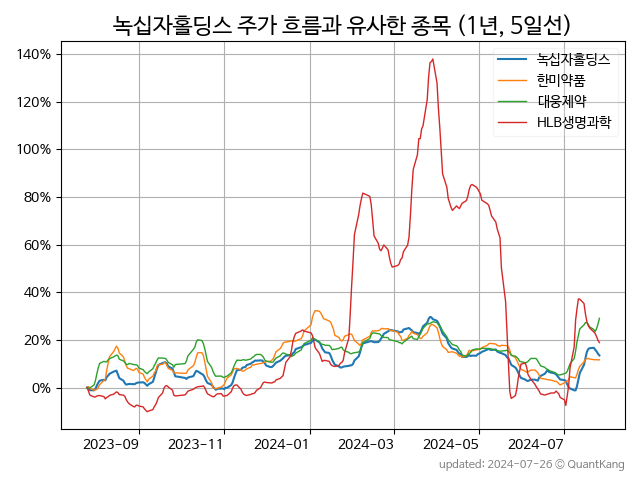 녹십자홀딩스 주가 흐름과 유사한 종목 (1년, 5일선)
140%
120%
100%
80%
60%
40%
20%
0%
녹십자홀딩스
한미약품
대웅제약
HLB생명과학
2023-09
2023-11
2024-01
2024-03
2024-05
2024-07
updated: 2024-07-26 © QuantKang